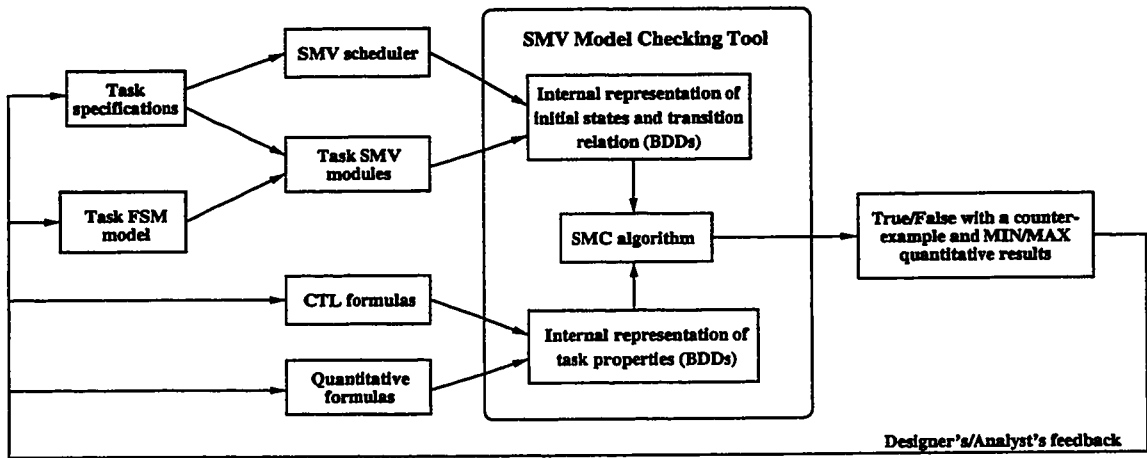 SMV Model Checking Tool
SMV scheduler
Task
specifications
Internal representation of
initial states and transition
relation (BDDs)
Task SMV
modules
Task FSM
model
SMC algorithm
True/False with a counter-
example and MIN/MAX
quantitative results
CTL formulas
Internal representation of
task properties (BDDs)
Quantitative
formulas
Designer's/Analyst's feedback